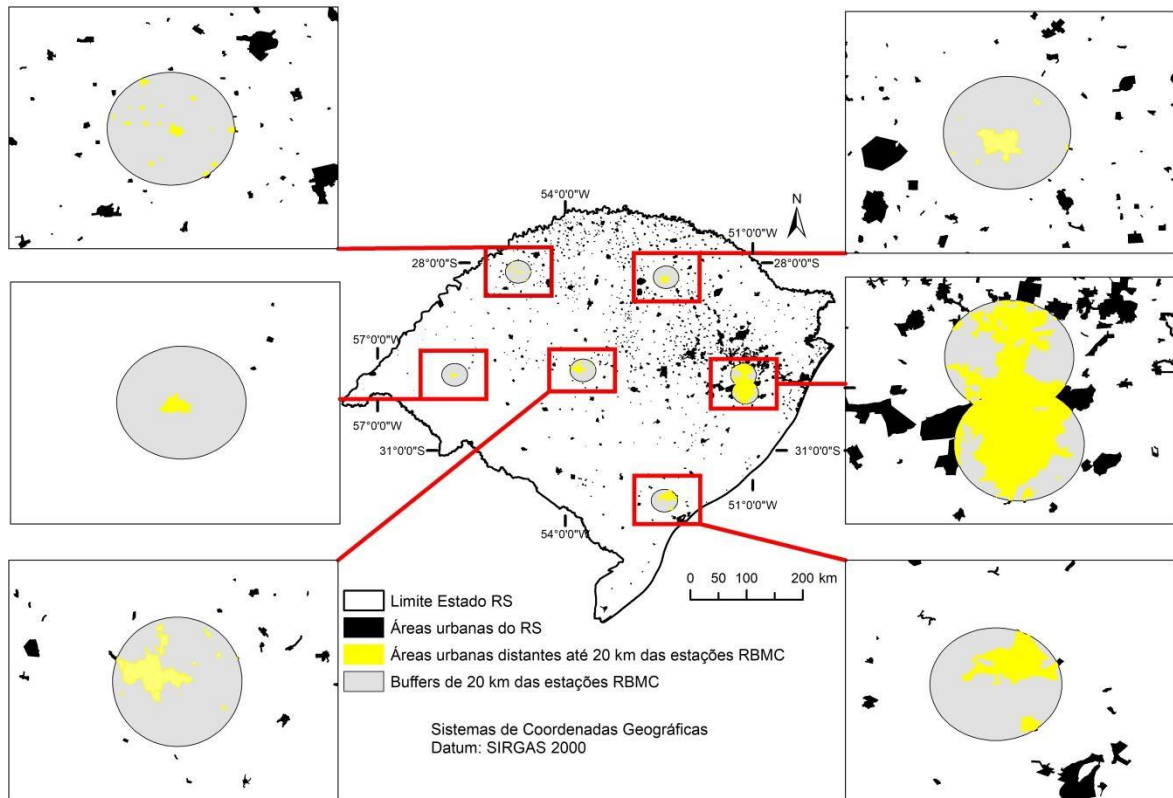 54°0'0"W
N
51°0'0"W
28°0'0"S
28°0'0"S
57°0'0"W
57°0'0"W
31°0'0"S
31°0'0"S
51°0'0"W
54°0'0"W
0 50 100 200 km
Limite Estado RS
Áreas urbanas do RS
Áreas urbanas distantes até 20 km das estações RBMC
Buffers de 20 km das estações RBMC
Sistemas de Coordenadas Geográficas
Datum: SIRGAS 2000